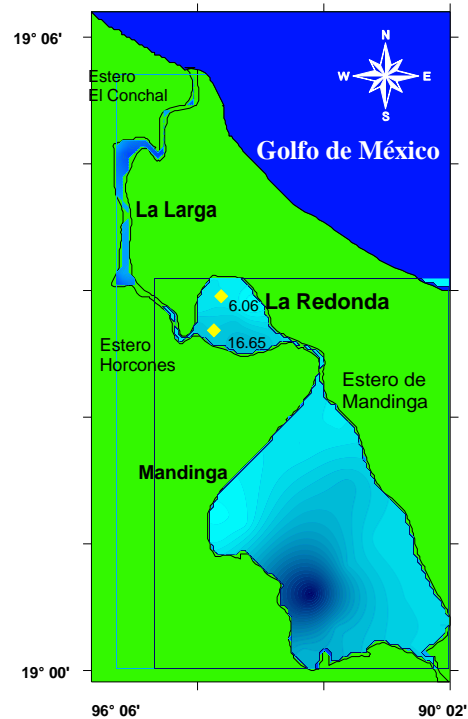 19° 06'
N
W E
S
Estero
El Conchal
Golfo de México
La Larga
La Redonda
6.06
16.65
Estero
Horcones
Estero de
Mandinga
Mandinga
19° 00'
96° 06' 90° 02'